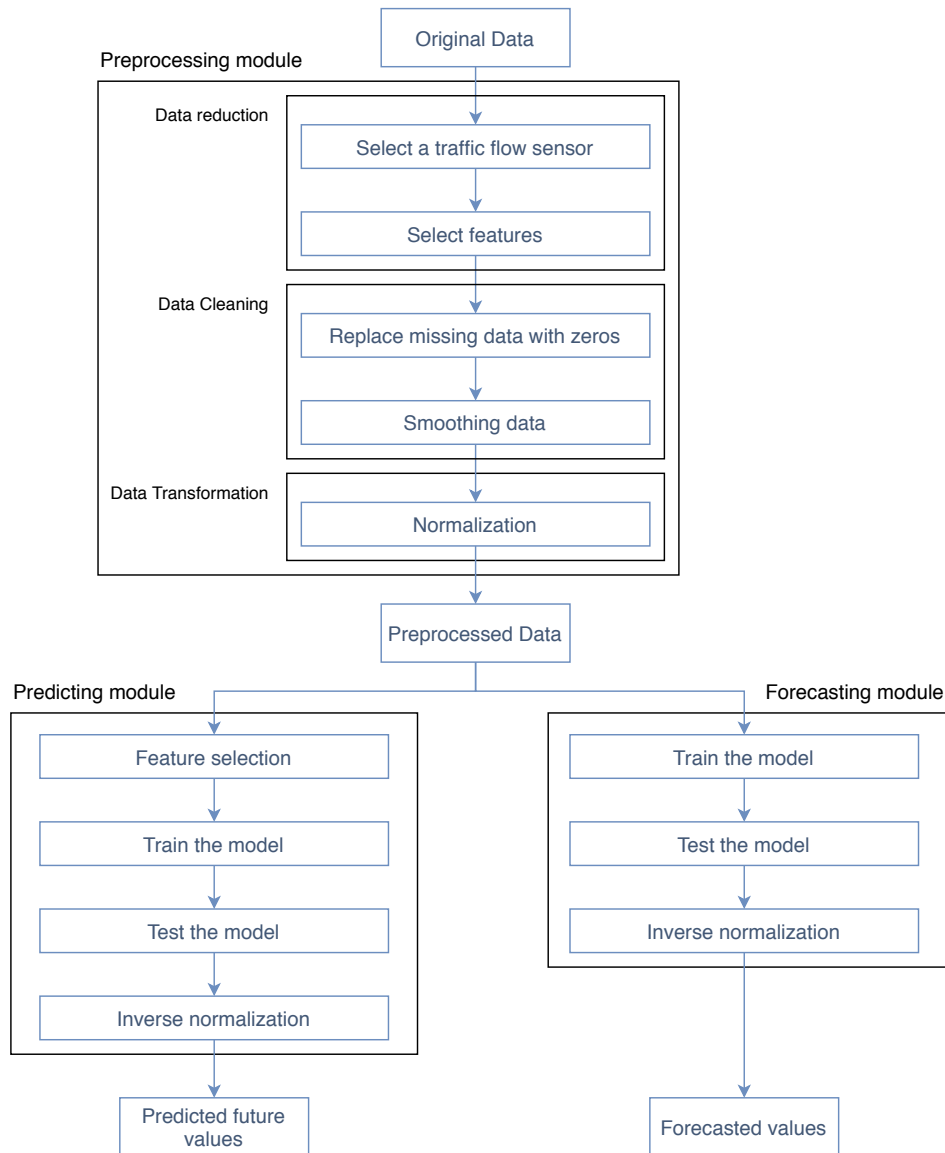 Original Data
Preprocessing module
Data reduction
Select a traffic flow sensor
Select features
Data Cleaning
Replace missing data with zeros
Smoothing data
Data Transformation
Normalization
Preprocessed Data
Predicting module
Feature selection
Train the model
Test the model
Inverse normalization
Predicted future
values
Forecasting module
Train the model
Test the model
Inverse normalization
Forecasted values